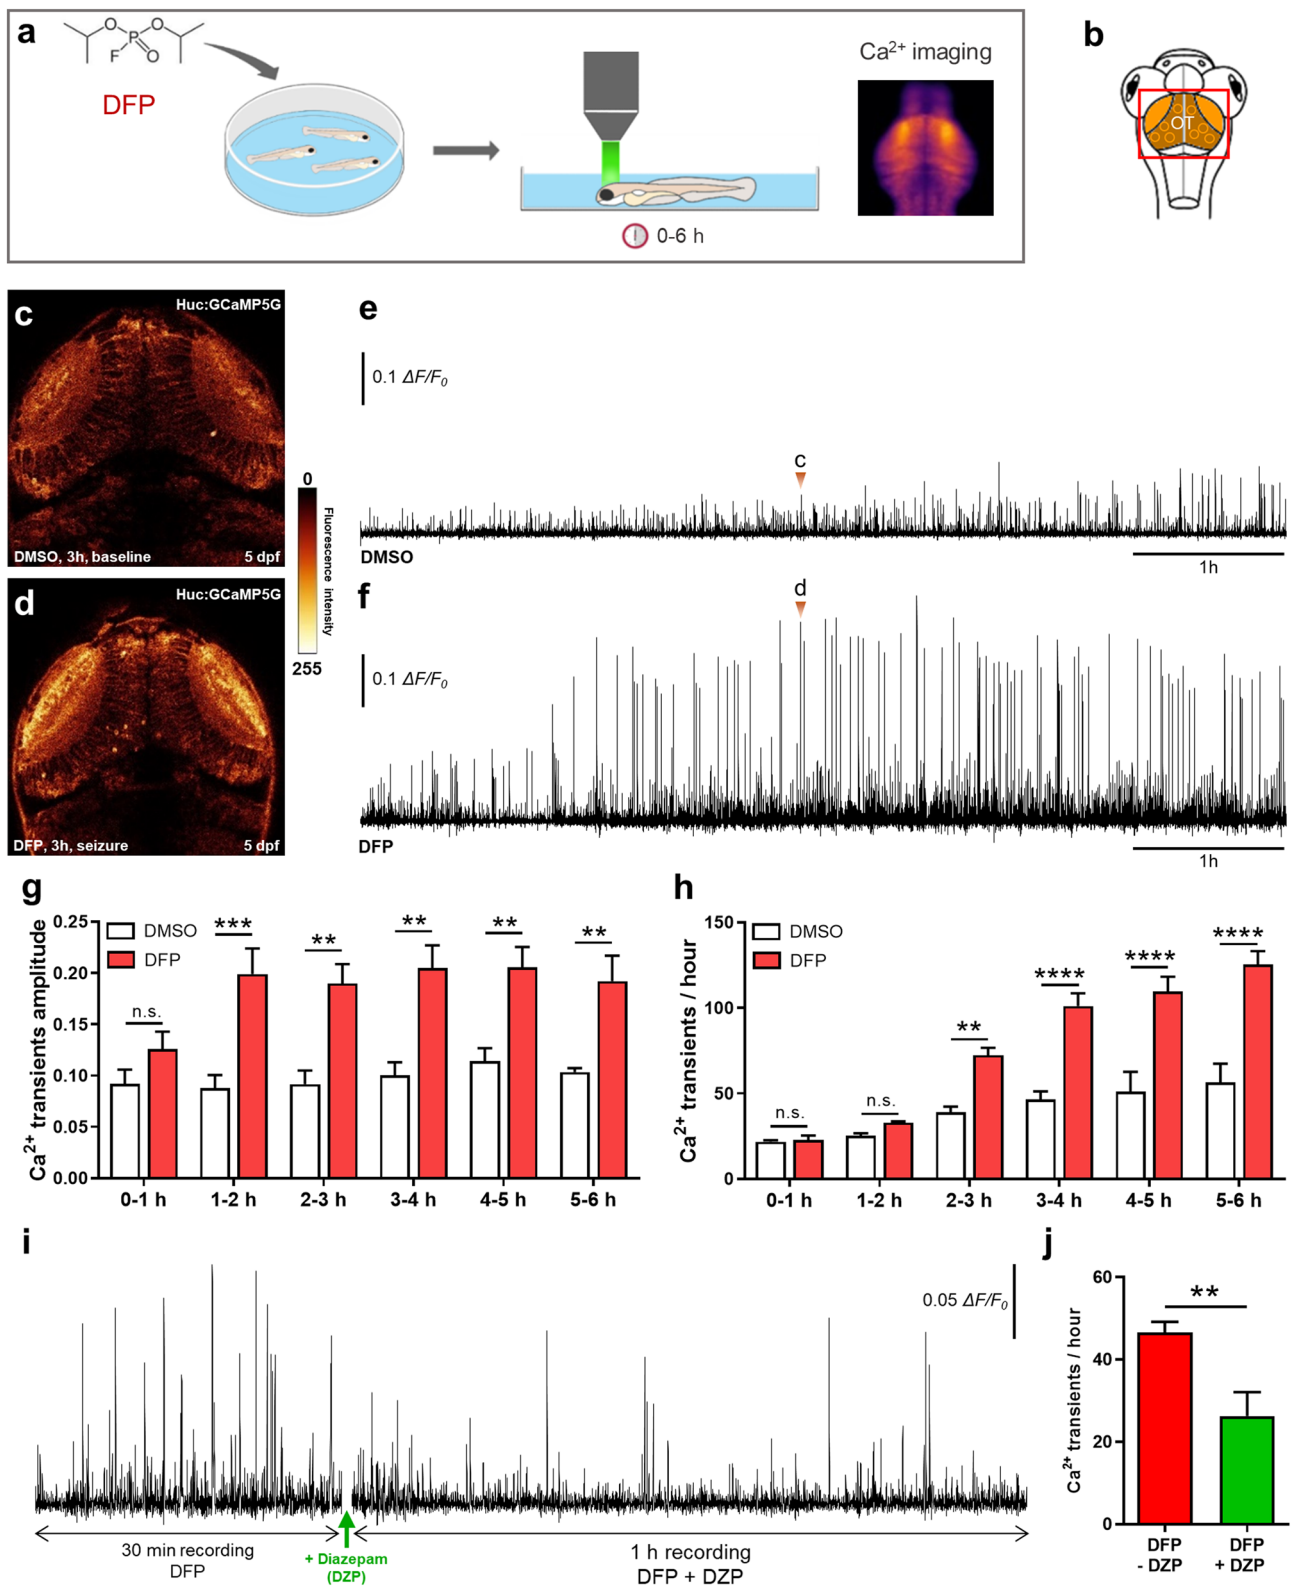 a
O O
P
F O
DFP
Ca²⁺ imaging
0-6 h
b
OT
c
Huc:GCaMP5G
DMSO, 3h, baseline 5 dpf
d
Huc:GCaMP5G
DFP, 3h, seizure 5 dpf
0
Fluorescence intensity
255
e
0.1 ΔF/F₀
c
DMSO
1h
f
d
0.1 ΔF/F₀
DFP
1h
g
Ca²⁺ transients amplitude
0.25
0.20
0.15
0.10
0.05
0.00
DMSO
DFP
n.s. *** ** ** ** **
0-1 h 1-2 h 2-3 h 3-4 h 4-5 h 5-6 h
h
Ca²⁺ transients / hour
150
100
50
0
DMSO
DFP
n.s. n.s. ** **** **** ****
0-1 h 1-2 h 2-3 h 3-4 h 4-5 h 5-6 h
i
0.05 ΔF/F₀
30 min recording
DFP
+ Diazepam
(DZP)
1 h recording
DFP + DZP
j
Ca²⁺ transients / hour
60
40
20
0
**
DFP
- DZP
DFP
+ DZP